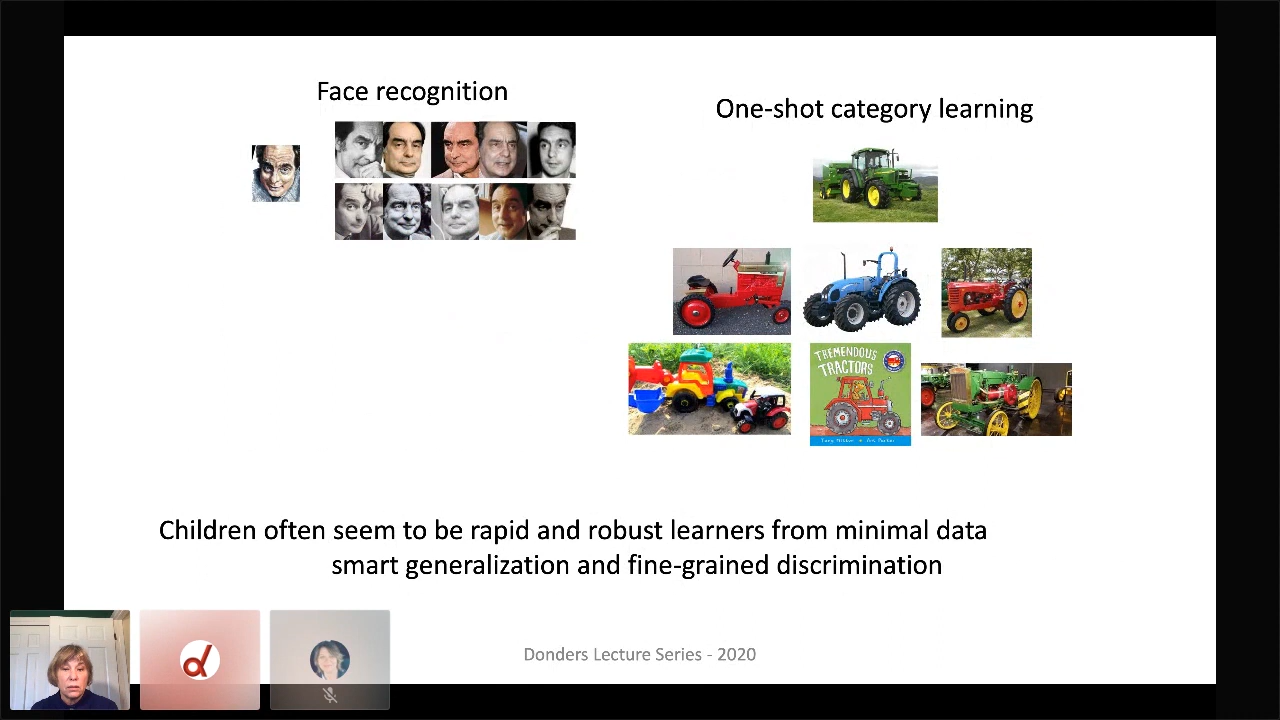 Face recognition
One-shot category learning
TREMENDOUS
TRACTORS
Children often seem to be rapid and robust learners from minimal data
smart generalization and fine-grained discrimination
Donders Lecture Series - 2020